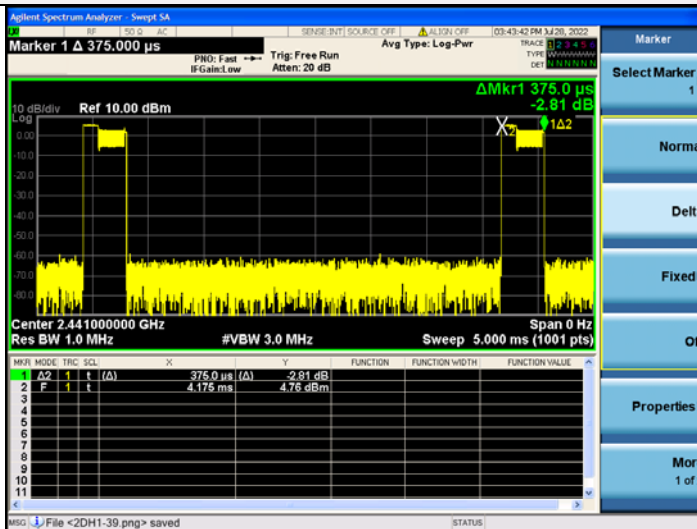 Agilent Spectrum Analyzer - Swept SA
RF 50 Ω AC SENSE:INT SOURCE OFF ALIGN OFF 03:43:42 PM Jul 28, 2022
Marker 1 Δ 375.000 µs
PNO: Fast
IFGain:Low
Trig: Free Run
Atten: 20 dB
Avg Type: Log-Pwr
TRACE 1 2 3 4 5 6
TYPE WWWWWW
DET N N N N N N
ΔMkr1 375.0 µs
-2.81 dB
10 dB/div Ref 10.00 dBm
Log
X2 1Δ2
0.00
-10.0
-20.0
-30.0
-40.0
-50.0
-60.0
-70.0
-80.0
Center 2.441000000 GHz Span 0 Hz
Res BW 1.0 MHz #VBW 3.0 MHz Sweep 5.000 ms (1001 pts)
MKR MODE TRC SCL X Y FUNCTION FUNCTION WIDTH FUNCTION VALUE
1 Δ2 1 t (Δ) 375.0 µs (Δ) -2.81 dB
2 F 1 t 4.175 ms 4.76 dBm
3
4
5
6
7
8
9
10
11
MSG File <2DH1-39.png> saved STATUS
Marker
Select Marker
1
Norma
Delt
Fixed
Of
Properties
Mor
1 of